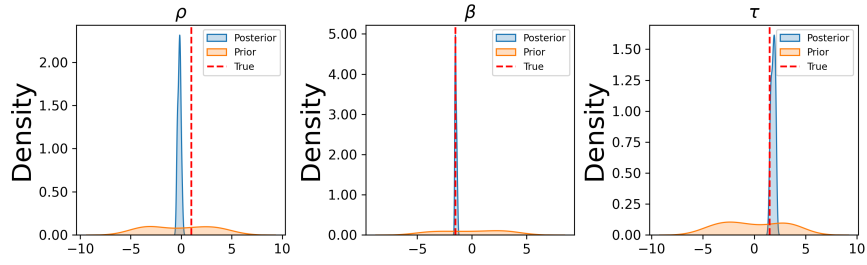 ρ
Density
2.00
1.50
1.00
0.50
0.00
−10 −5 0 5 10
Posterior
Prior
True
β
Density
5.00
4.00
3.00
2.00
1.00
0.00
−5 0 5
Posterior
Prior
True
τ
Density
1.50
1.25
1.00
0.75
0.50
0.25
0.00
−10 −5 0 5 10
Posterior
Prior
True